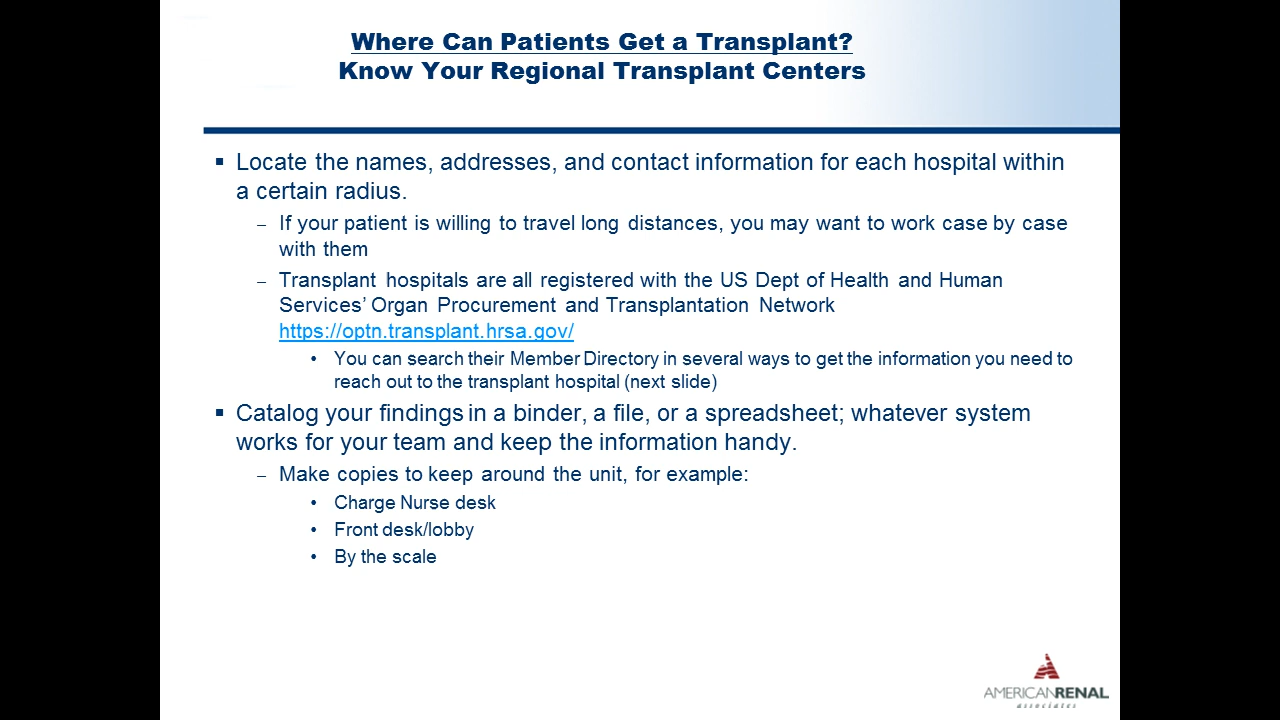 Where Can Patients Get a Transplant?
Know Your Regional Transplant Centers
▪ Locate the names, addresses, and contact information for each hospital within
a certain radius.
– If your patient is willing to travel long distances, you may want to work case by case
with them
– Transplant hospitals are all registered with the US Dept of Health and Human
Services’ Organ Procurement and Transplantation Network
https://optn.transplant.hrsa.gov/
• You can search their Member Directory in several ways to get the information you need to
reach out to the transplant hospital (next slide)
▪ Catalog your findings in a binder, a file, or a spreadsheet; whatever system
works for your team and keep the information handy.
– Make copies to keep around the unit, for example:
• Charge Nurse desk
• Front desk/lobby
• By the scale
AMERICAN RENAL
associates